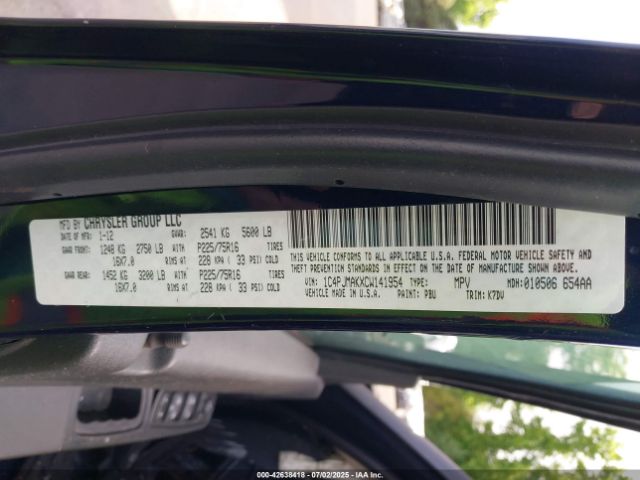 MFD BY CHRYSLER GROUP LLC
DATE OF MFR: 1-12 GVWR: 2541 KG 5600 LB
GAWR FRONT: 1248 KG 2750 LB WITH P225/75R16 TIRES
16X7.0 RIMS AT 228 KPA ( 33 PSI) COLD
GAWR REAR: 1452 KG 3200 LB WITH P225/75R16 TIRES
16X7.0 RIMS AT 228 KPA ( 33 PSI) COLD
THIS VEHICLE CONFORMS TO ALL APPLICABLE U.S.A. FEDERAL MOTOR VEHICLE SAFETY AND
THEFT PREVENTION STANDARDS IN EFFECT ON THE DATE OF MANUFACTURE SHOWN ABOVE.
VIN: 1C4PJMAKXCW141954 TYPE: MPV MDH: 010506 654AA
VEHICLE MADE IN U.S.A. PAINT: PBU TRIM: K7DV
000-42638418 - 07/02/2025 - IAAI.COM